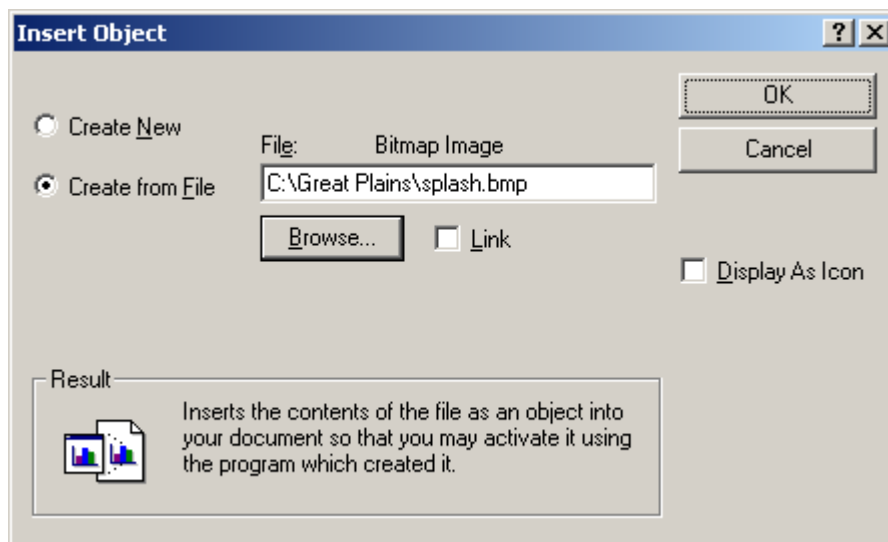 Insert Object
OK
Create New
File: Bitmap Image
Cancel
Create from File
C:\Great Plains\splash.bmp
Browse...
Link
Display As Icon
Result
Inserts the contents of the file as an object into
your document so that you may activate it using
the program which created it.